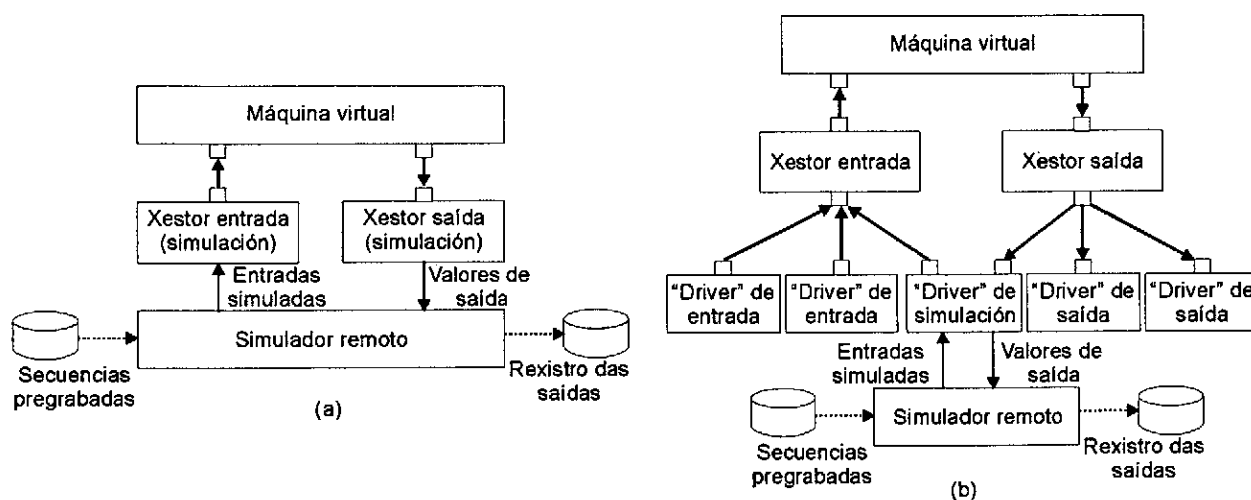 Máquina virtual
Xestor entrada
(simulación)
Xestor saída
(simulación)
Entradas
simuladas
Valores de
saída
Simulador remoto
Secuencias
pregrabadas
Rexistro das
saídas
(a)
Máquina virtual
Xestor entrada
Xestor saída
"Driver" de
entrada
"Driver" de
entrada
"Driver" de
simulación
"Driver" de
saída
"Driver" de
saída
Entradas
simuladas
Valores de
saída
Simulador remoto
Secuencias
pregrabadas
Rexistro das
saídas
(b)